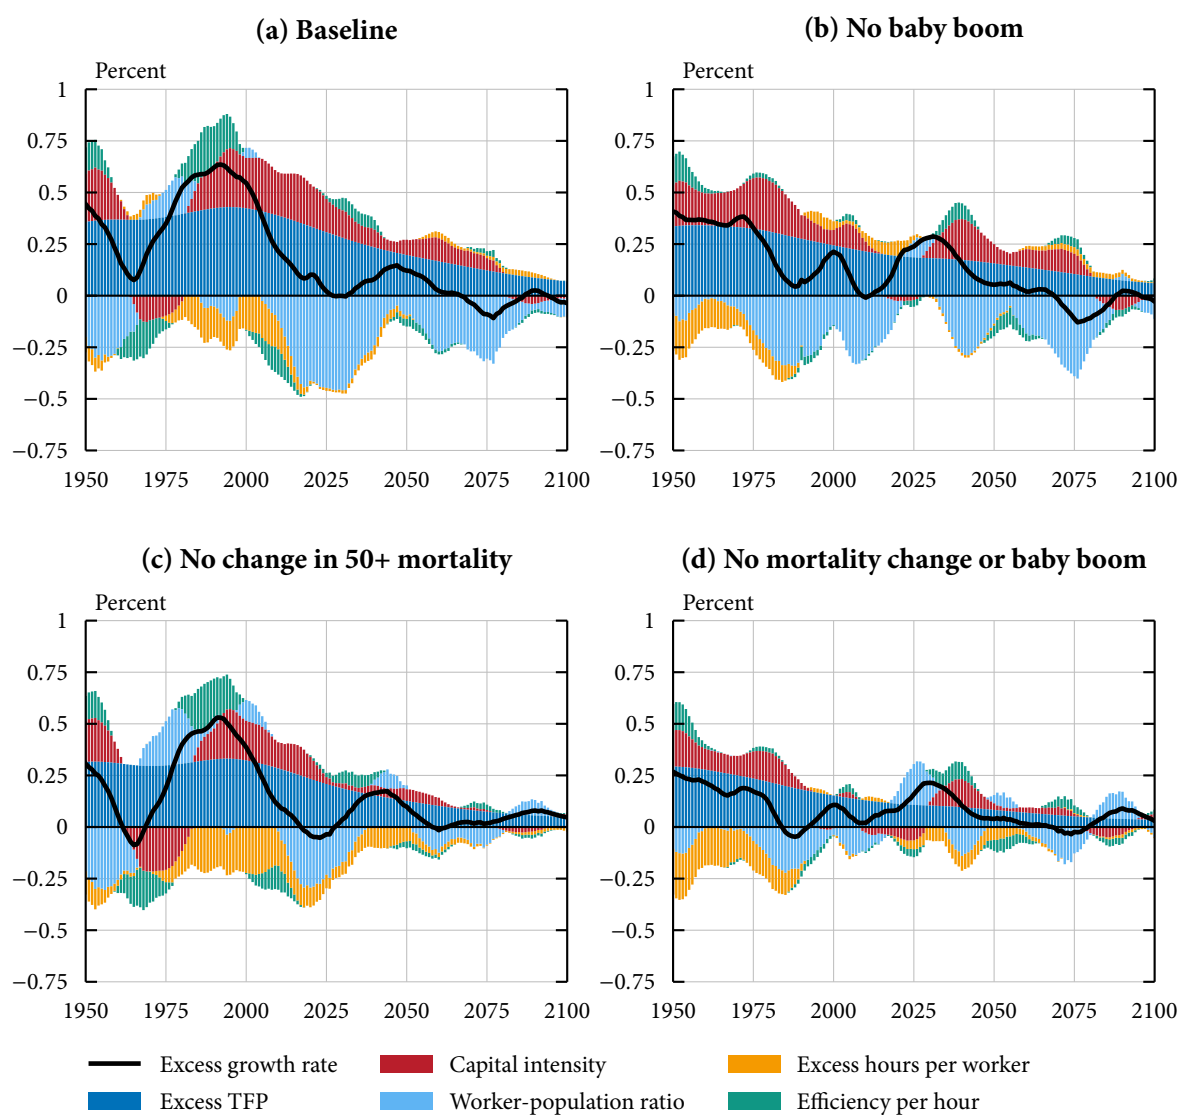 (a) Baseline
(b) No baby boom
Percent
Percent
1
0.75
0.5
0.25
0
−0.25
−0.5
−0.75
1950 1975 2000 2025 2050 2075 2100
1
0.75
0.5
0.25
0
−0.25
−0.5
−0.75
1950 1975 2000 2025 2050 2075 2100
(c) No change in 50+ mortality
(d) No mortality change or baby boom
Percent
Percent
1
0.75
0.5
0.25
0
−0.25
−0.5
−0.75
1950 1975 2000 2025 2050 2075 2100
1
0.75
0.5
0.25
0
−0.25
−0.5
−0.75
1950 1975 2000 2025 2050 2075 2100
Excess growth rate
Capital intensity
Excess hours per worker
Excess TFP
Worker-population ratio
Efficiency per hour